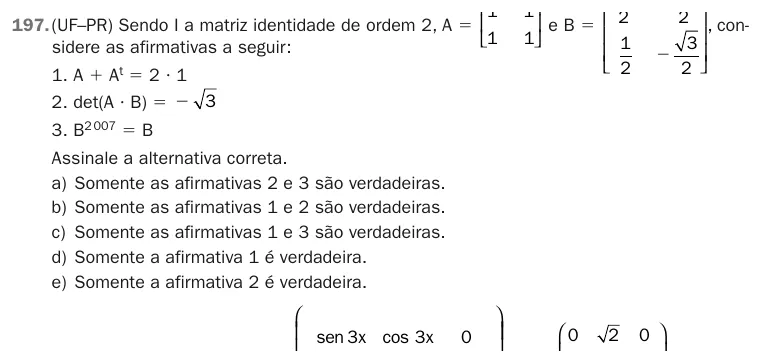 197. (UF–PR) Sendo I a matriz identidade de ordem 2, A = [1 1] e B = [2 2], con-
[1 1] [1/2 −√3/2]
sidere as afirmativas a seguir:
1. A + Aᵗ = 2 · 1
2. det(A · B) = − √3
3. B²⁰⁰⁷ = B
Assinale a alternativa correta.
a) Somente as afirmativas 2 e 3 são verdadeiras.
b) Somente as afirmativas 1 e 2 são verdadeiras.
c) Somente as afirmativas 1 e 3 são verdadeiras.
d) Somente a afirmativa 1 é verdadeira.
e) Somente a afirmativa 2 é verdadeira.
sen 3x cos 3x 0 0 √2 0